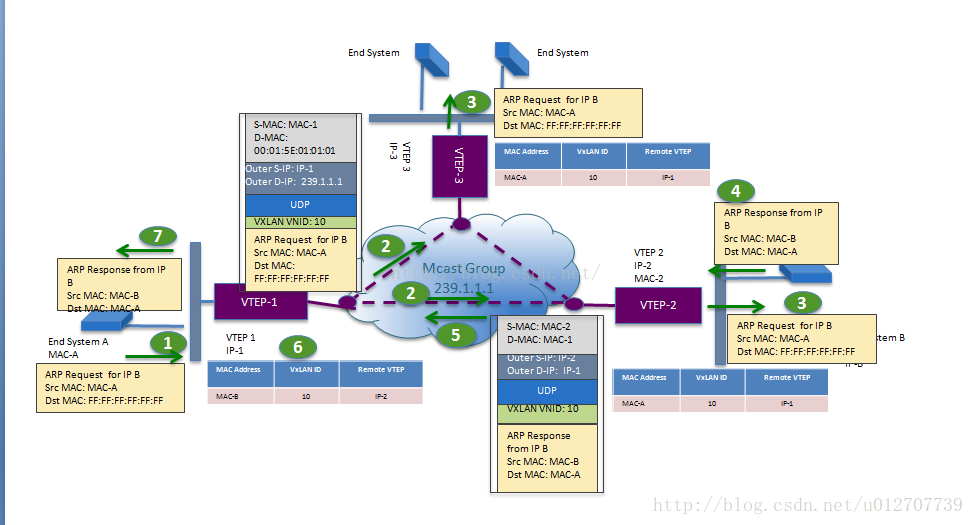 End System
End System
3
ARP Request for IP B
Src MAC: MAC-A
Dst MAC: FF:FF:FF:FF:FF:FF
S-MAC: MAC-1
D-MAC:
00:01:5E:01:01:01
Outer S-IP: IP-1
Outer D-IP: 239.1.1.1
UDP
VXLAN VNID: 10
ARP Request for IP B
Src MAC: MAC-A
Dst MAC:
FF:FF:FF:FF:FF:FF
VTEP 3
IP-3
VTEP-3
MAC Address VxLAN ID Remote VTEP
MAC-A 10 IP-1
4
ARP Response from IP
B
Src MAC: MAC-B
Dst MAC: MAC-A
7
ARP Response from IP
B
Src MAC: MAC-B
Dst MAC: MAC-A
2
Mcast Group
239.1.1.1
2
VTEP 2
IP-2
MAC-2
VTEP-1
VTEP-2
3
ARP Request for IP B
Src MAC: MAC-A
Dst MAC: FF:FF:FF:FF:FF:FF
stem B
End System A
MAC-A
1
VTEP 1
IP-1
6
5
S-MAC: MAC-2
D-MAC: MAC-1
Outer S-IP: IP-2
Outer D-IP: IP-1
UDP
VXLAN VNID: 10
ARP Response
from IP B
Src MAC: MAC-B
Dst MAC: MAC-A
ARP Request for IP B
Src MAC: MAC-A
Dst MAC: FF:FF:FF:FF:FF:FF
MAC Address VxLAN ID Remote VTEP
MAC-B 10 IP-2
MAC Address VxLAN ID Remote VTEP
MAC-A 10 IP-1
http://blog.csdn.net/u012707739